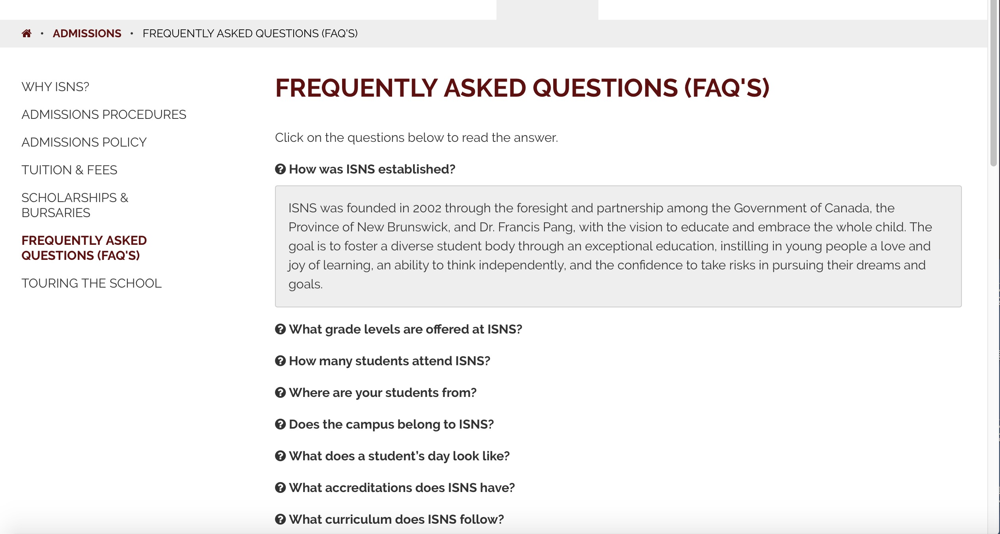 • ADMISSIONS • FREQUENTLY ASKED QUESTIONS (FAQ'S)
WHY ISNS?
ADMISSIONS PROCEDURES
ADMISSIONS POLICY
TUITION & FEES
SCHOLARSHIPS &
BURSARIES
FREQUENTLY ASKED
QUESTIONS (FAQ'S)
TOURING THE SCHOOL
FREQUENTLY ASKED QUESTIONS (FAQ'S)
Click on the questions below to read the answer.
How was ISNS established?
ISNS was founded in 2002 through the foresight and partnership among the Government of Canada, the
Province of New Brunswick, and Dr. Francis Pang, with the vision to educate and embrace the whole child. The
goal is to foster a diverse student body through an exceptional education, instilling in young people a love and
joy of learning, an ability to think independently, and the confidence to take risks in pursuing their dreams and
goals.
What grade levels are offered at ISNS?
How many students attend ISNS?
Where are your students from?
Does the campus belong to ISNS?
What does a student’s day look like?
What accreditations does ISNS have?
What curriculum does ISNS follow?